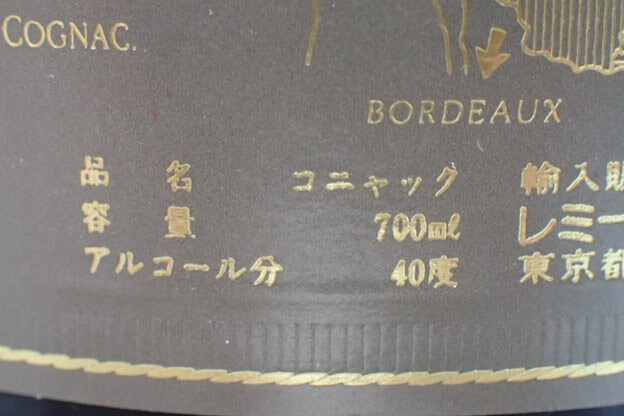 COGNAC.
BORDEAUX
品名 コニャック
容量 700ml
アルコール分 40度
輸入販
レミー
東京都